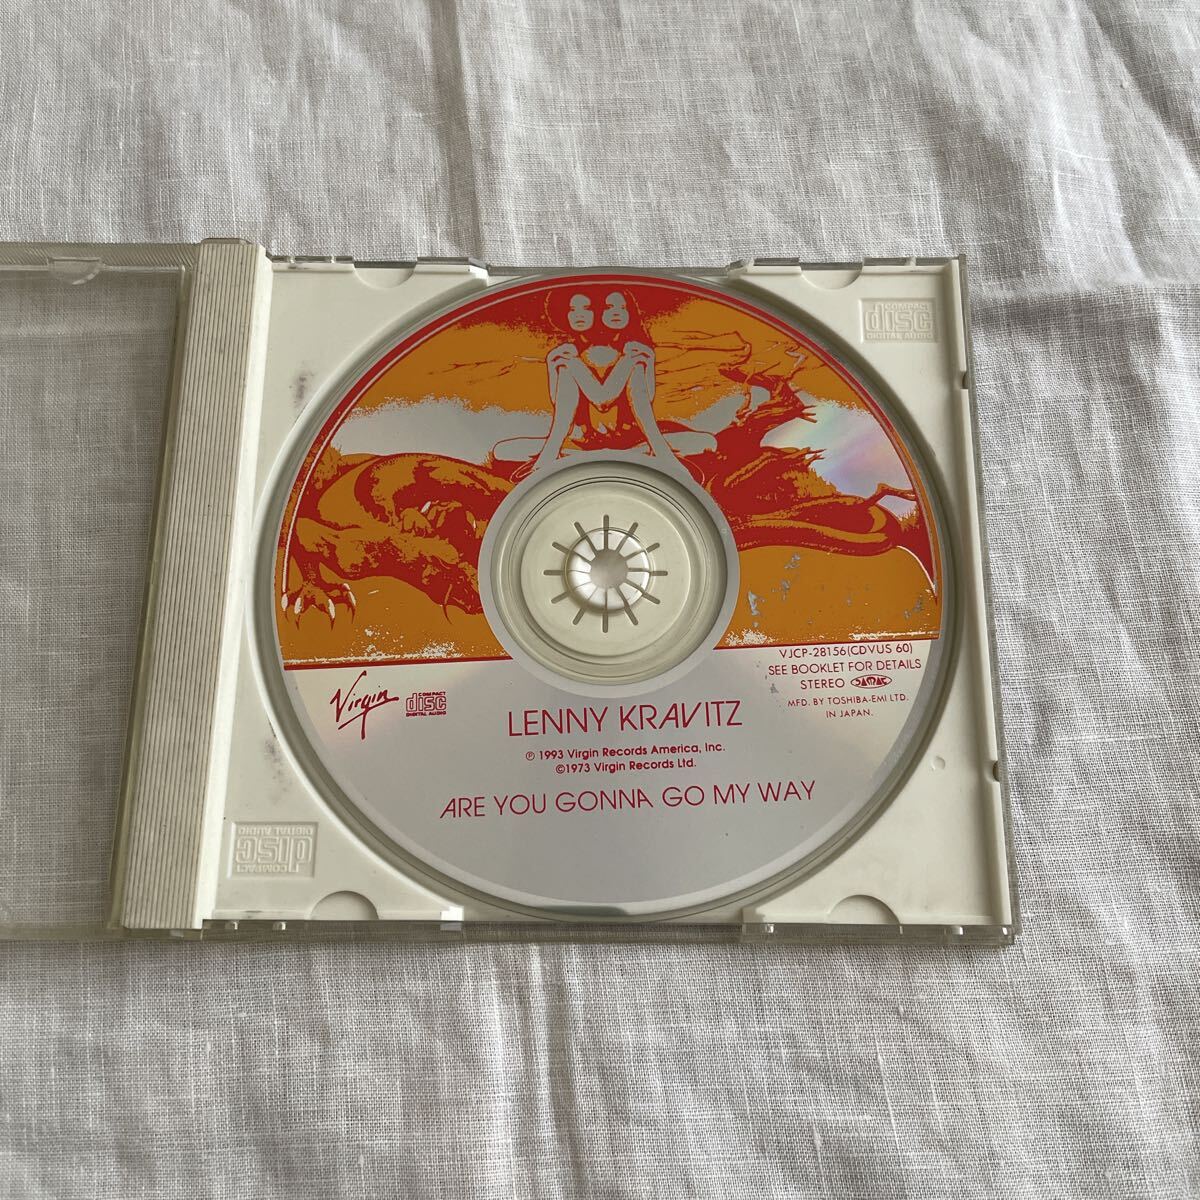 COMPACT
disc
DIGITAL AUDIO
VJCP-28156(CDVUS 60)
SEE BOOKLET FOR DETAILS
STEREO JASRAC
MFD. BY TOSHIBA-EMI LTD.
IN JAPAN.
Virgin
COMPACT
disc
DIGITAL AUDIO
LENNY KRAVITZ
℗ 1993 Virgin Records America, Inc.
©1973 Virgin Records Ltd.
ARE YOU GONNA GO MY WAY
COMPACT
disc
DIGITAL AUDIO